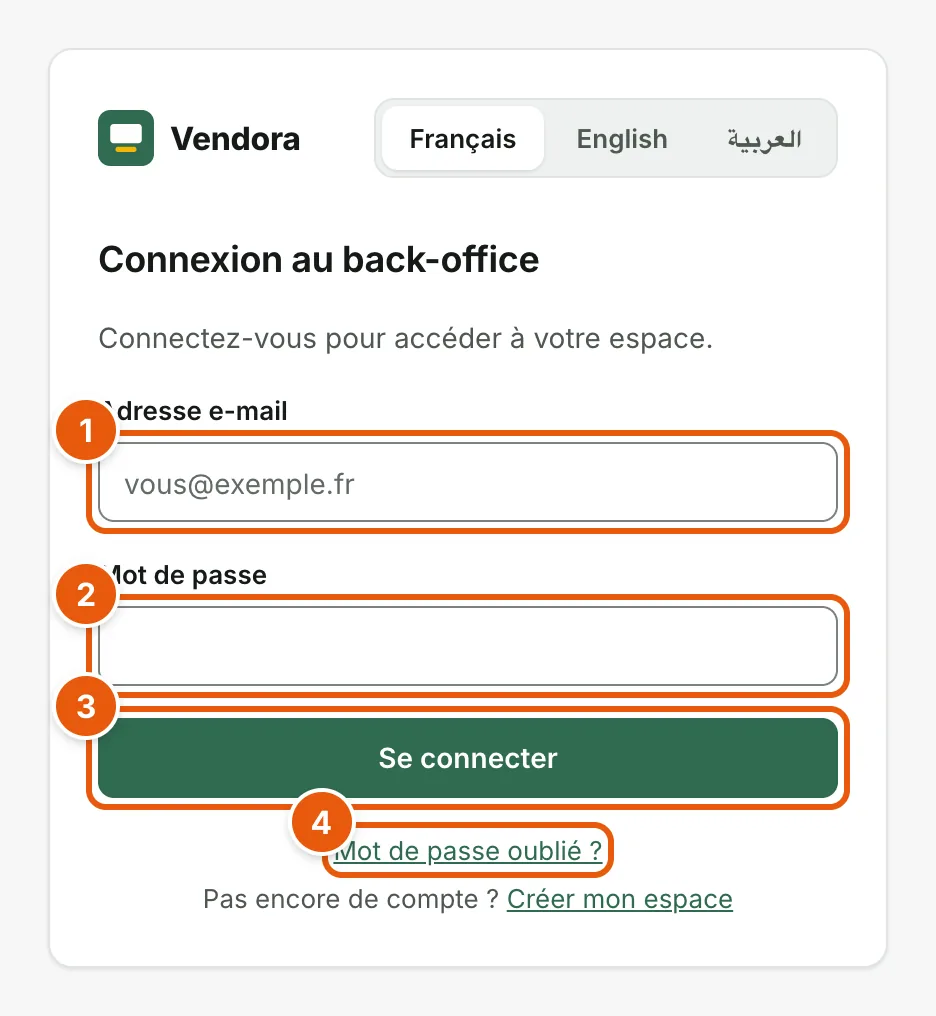 Vendora
Français English العربية
Connexion au back-office
Connectez-vous pour accéder à votre espace.
Adresse e-mail
1
vous@exemple.fr
Mot de passe
2
3
Se connecter
4
Mot de passe oublié ?
Pas encore de compte ? Créer mon espace